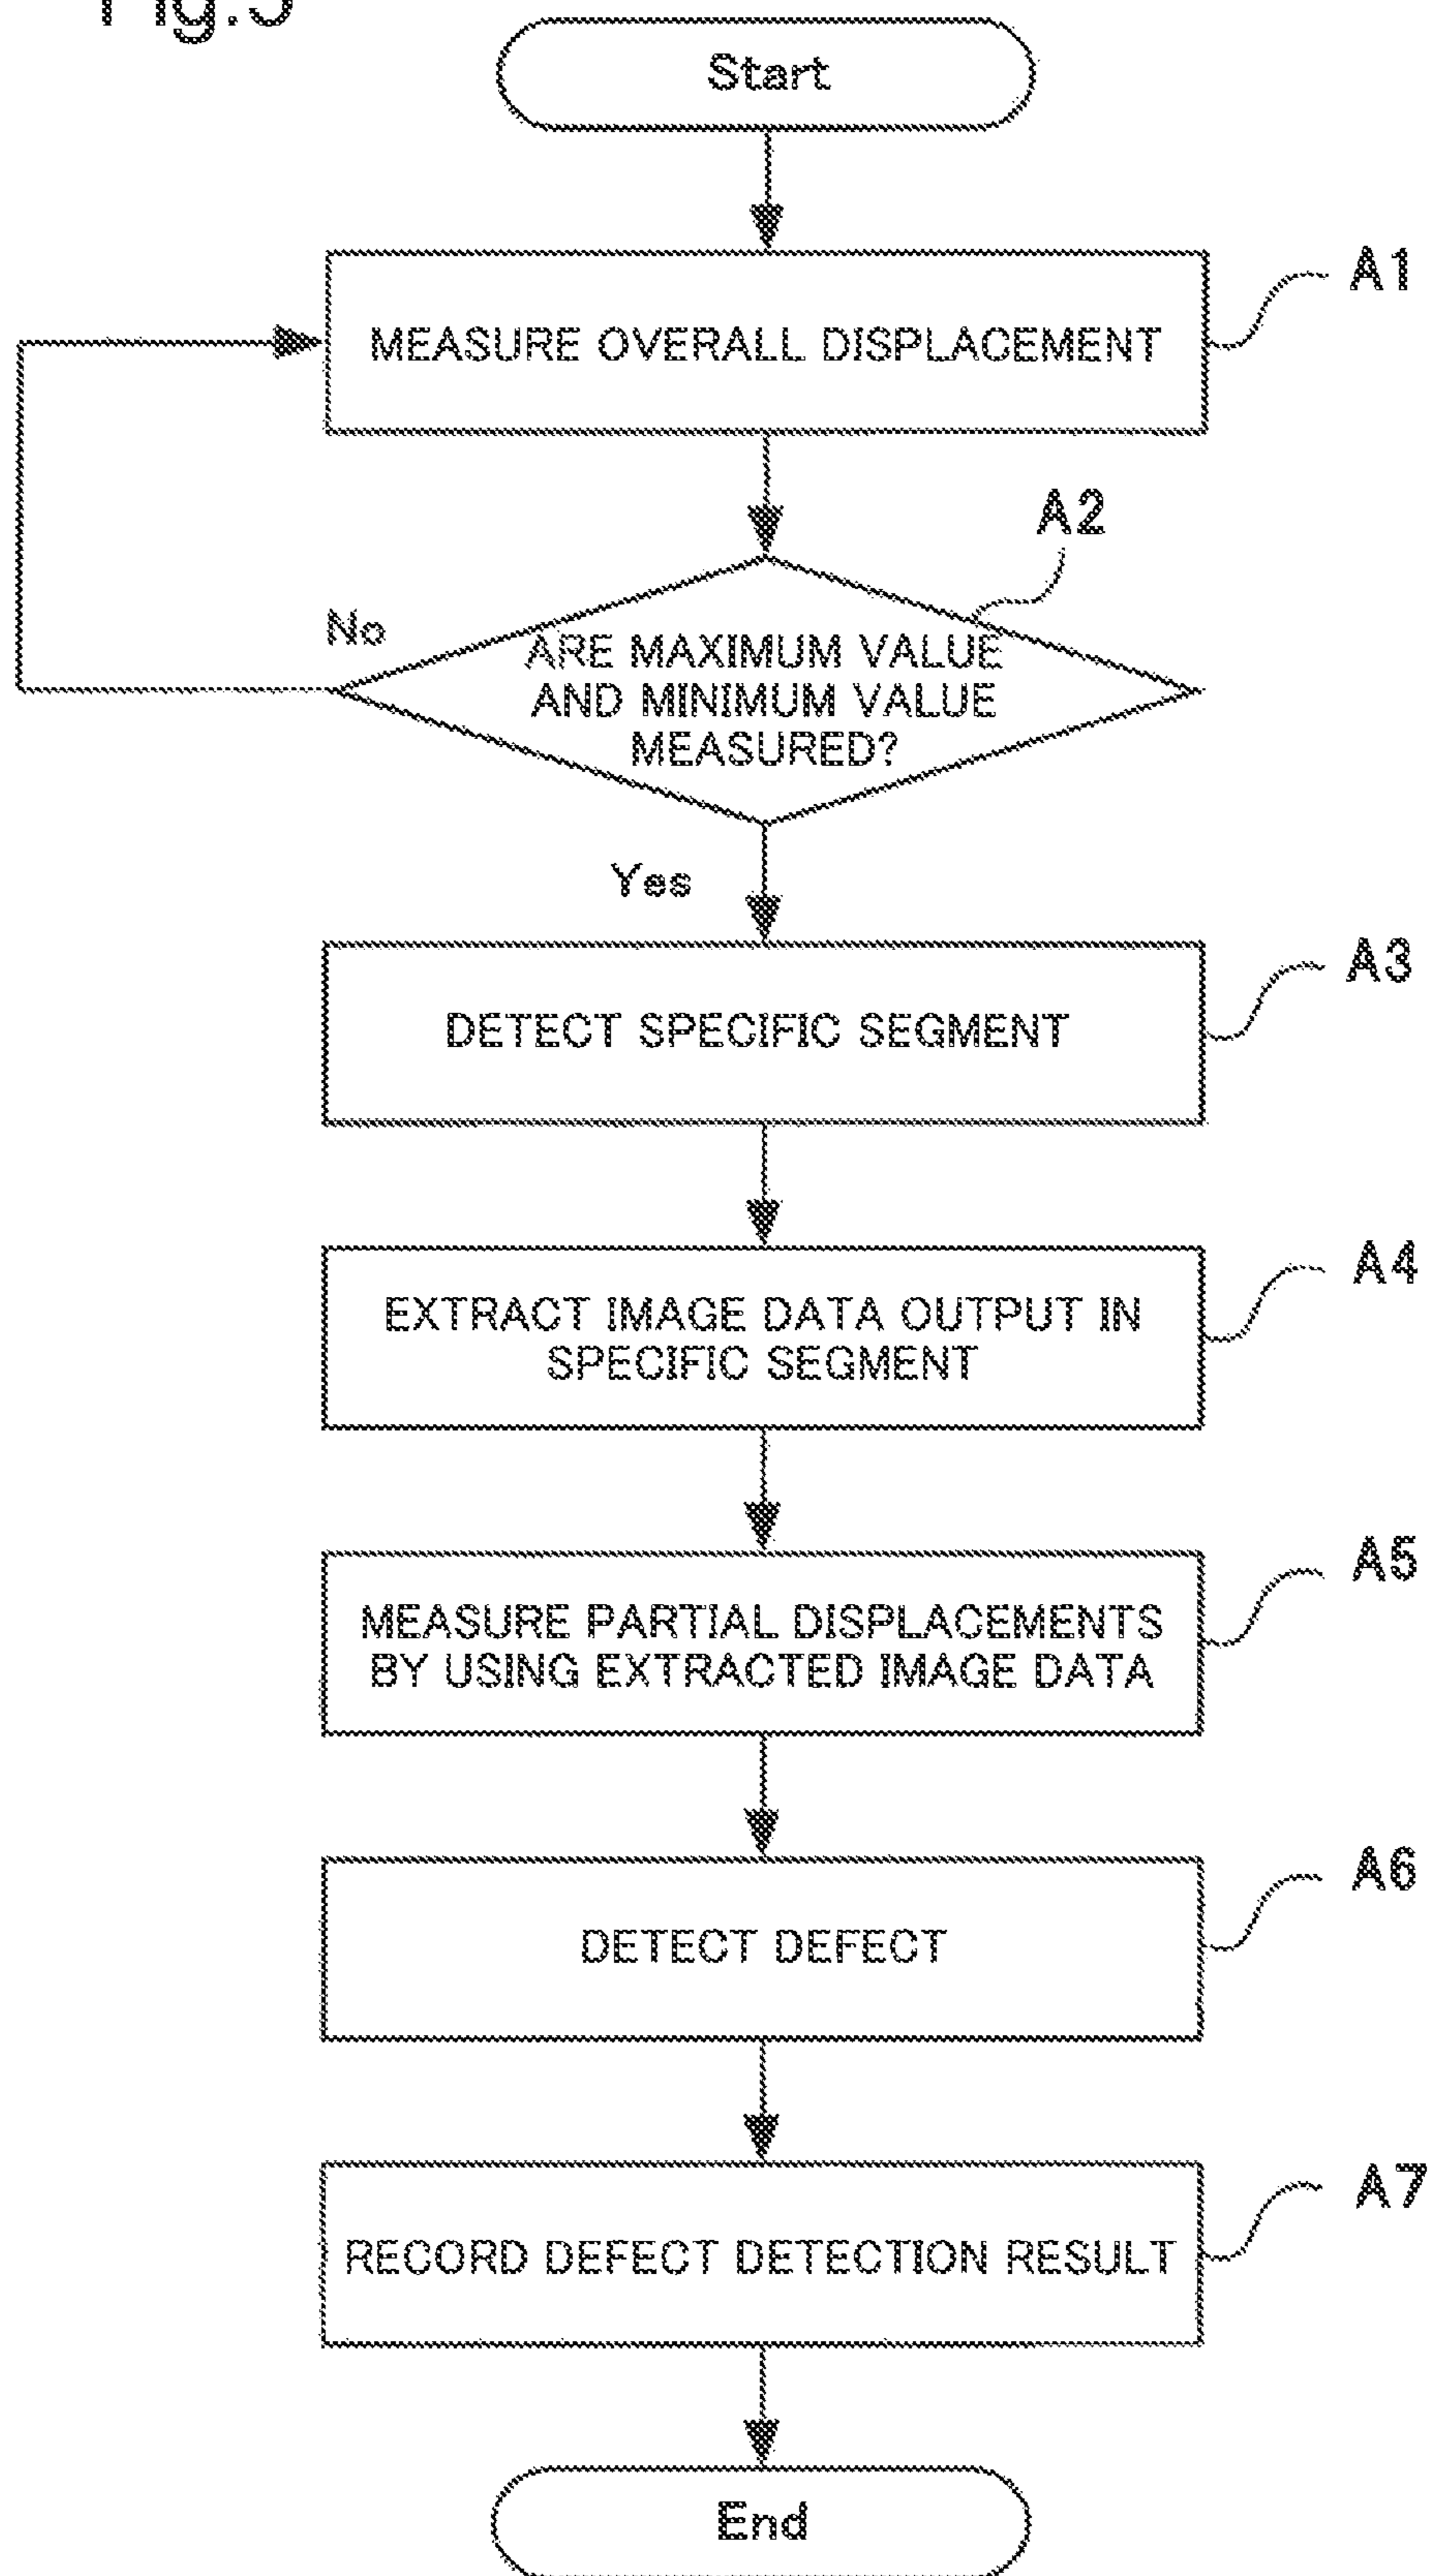 Fig.5
Start
MEASURE OVERALL DISPLACEMENT
A1
A2
No
ARE MAXIMUM VALUE
AND MINIMUM VALUE
MEASURED?
Yes
DETECT SPECIFIC SEGMENT
A3
EXTRACT IMAGE DATA OUTPUT IN
SPECIFIC SEGMENT
A4
MEASURE PARTIAL DISPLACEMENTS
BY USING EXTRACTED IMAGE DATA
A5
DETECT DEFECT
A6
RECORD DEFECT DETECTION RESULT
A7
End